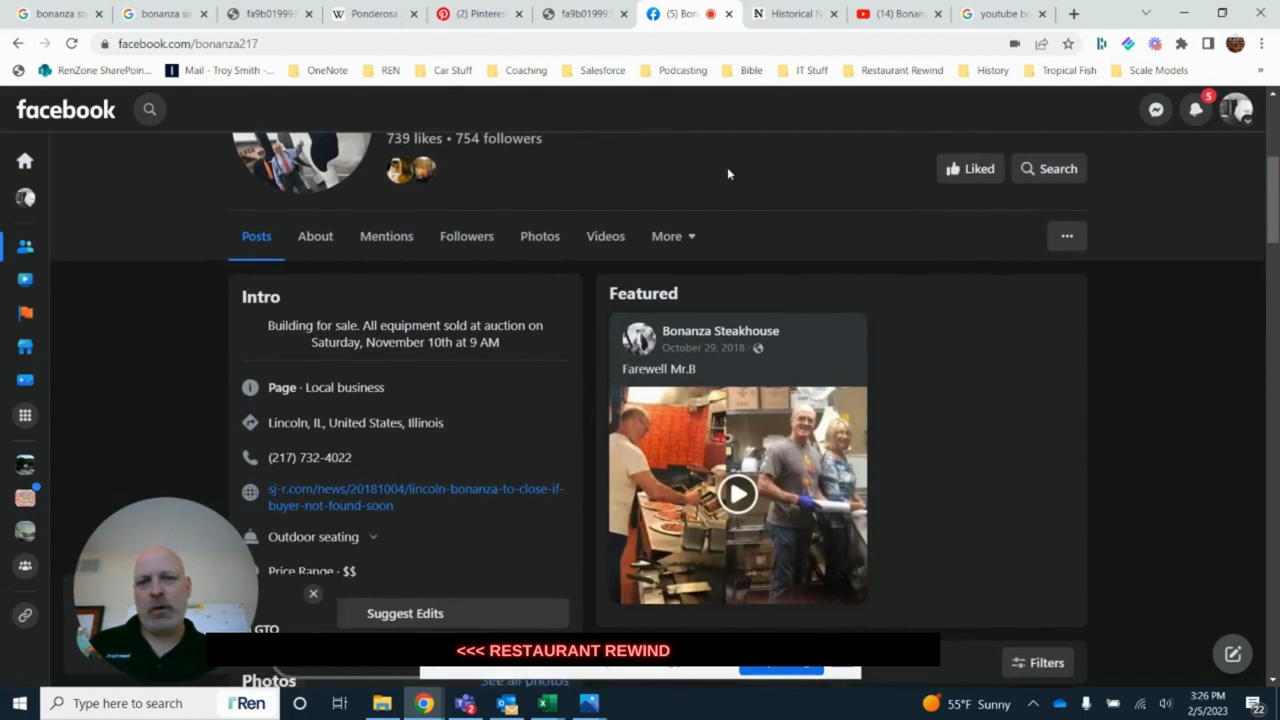 bonanza ste
bonanza sir
fa9b019993
Ponderosa
(2) Pinteres
fa9b019993
(5) Bon
Historical N
(14) Bonan
youtube bo
facebook.com/bonanza217
RenZone SharePoin...
Mail - Troy Smith -...
OneNote
REN
Car Stuff
Coaching
Salesforce
Podcasting
Bible
IT Stuff
Restaurant Rewind
History
Tropical Fish
Scale Models
»
facebook
5
739 likes • 754 followers
Liked
Search
Posts
About
Mentions
Followers
Photos
Videos
More
Intro
Building for sale. All equipment sold at auction on
Saturday, November 10th at 9 AM
Page · Local business
Lincoln, IL, United States, Illinois
(217) 732-4022
sj-r.com/news/20181004/lincoln-bonanza-to-close-if-
buyer-not-found-soon
Outdoor seating
Price Range · $$
Suggest Edits
GTO
Photos
See all photos
Featured
Bonanza Steakhouse
October 29, 2018 ·
Farewell Mr.B
Filters
<<< RESTAURANT REWIND
Type here to search
Ren
55°F Sunny
3:26 PM
2/5/2023
22